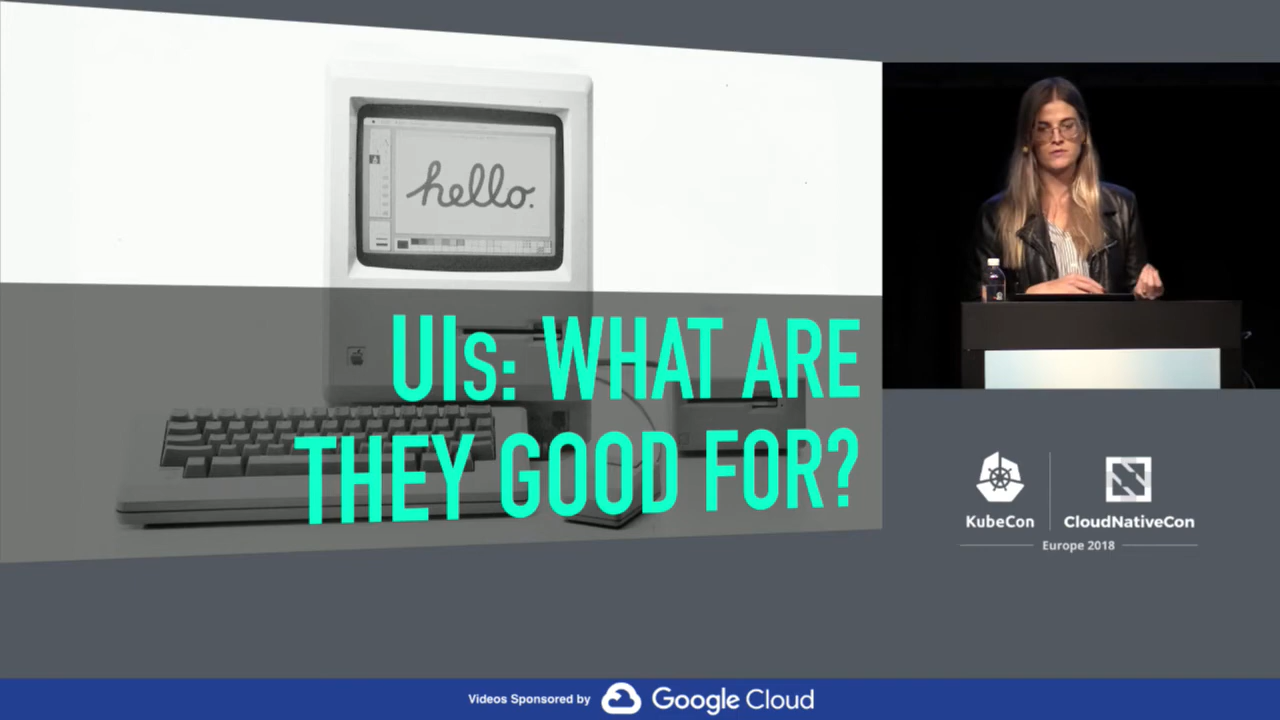 hello.
UIs: WHAT ARE
THEY GOOD FOR?
KubeCon
CloudNativeCon
Europe 2018
Videos Sponsored by Google Cloud